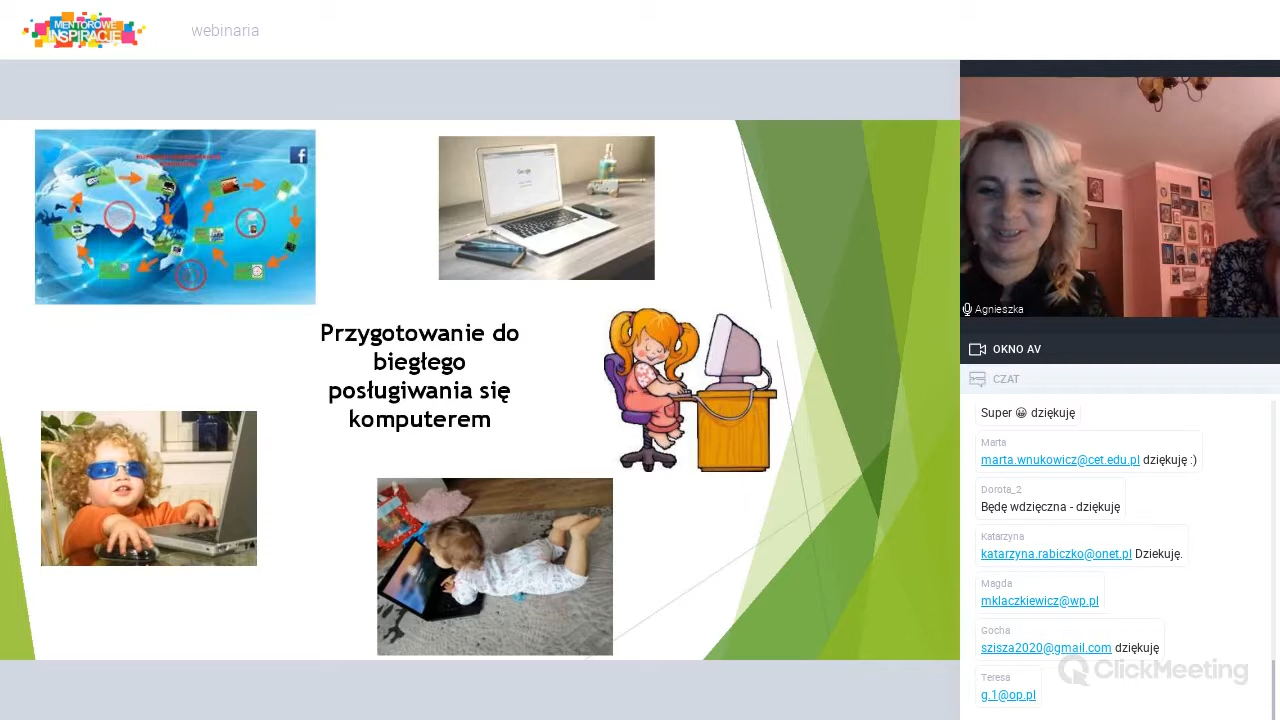 MENTOROWE
INSPIRACJE
webinaria
Google
Przygotowanie do
biegłego
posługiwania się
komputerem
Agnieszka
OKNO AV
CZAT
Super 😀 dziękuję
Marta
marta.wnukowicz@cet.edu.pl dziękuję :)
Dorota_2
Będę wdzięczna - dziękuję
Katarzyna
katarzyna.rabiczko@onet.pl Dziekuję.
Magda
mklaczkiewicz@wp.pl
Gocha
szisza2020@gmail.com dziękuję
ClickMeeting
Teresa
g.1@op.pl